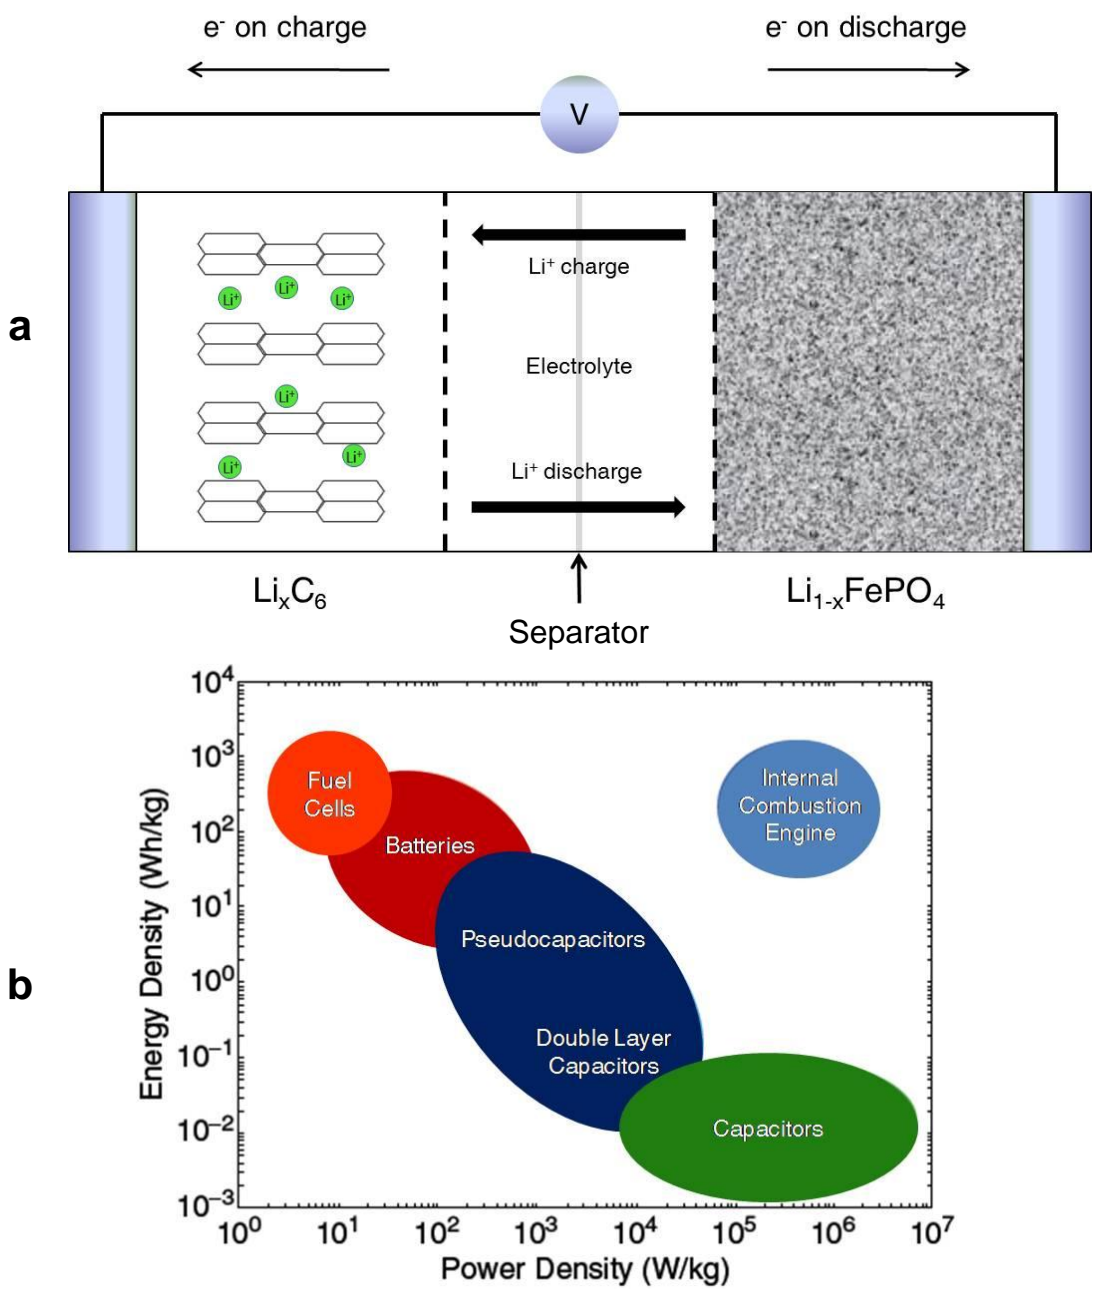 e⁻ on charge
e⁻ on discharge
V
Li⁺ charge
Li⁺
Li⁺
Li⁺
a
Electrolyte
Li⁺
Li⁺
Li⁺
Li⁺ discharge
LiₓC₆
Li₁₋ₓFePO₄
Separator
b
Energy Density (Wh/kg)
10⁴
10³
10²
10¹
10⁰
10⁻¹
10⁻²
10⁻³
Fuel
Cells
Batteries
Internal
Combustion
Engine
Pseudocapacitors
Double Layer
Capacitors
Capacitors
10⁰ 10¹ 10² 10³ 10⁴ 10⁵ 10⁶ 10⁷
Power Density (W/kg)